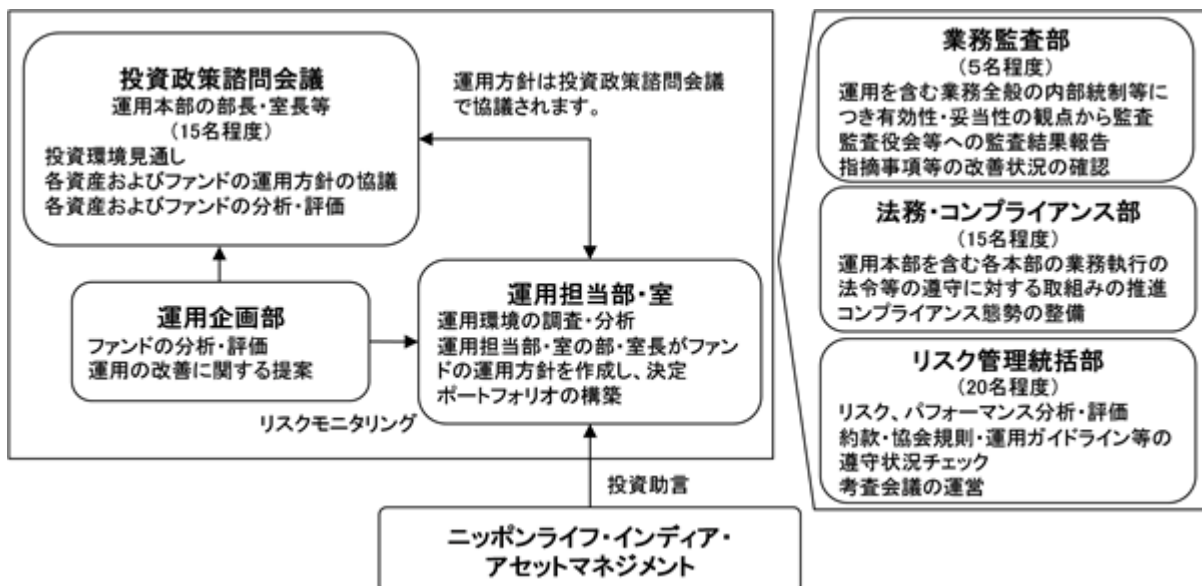 投資政策諮問会議
運用本部の部長・室長等
(15名程度)
投資環境見通し
各資産およびファンドの運用方針の協議
各資産およびファンドの分析・評価
運用方針は投資政策諮問会議
で協議されます。
運用企画部
ファンドの分析・評価
運用の改善に関する提案
運用担当部・室
運用環境の調査・分析
運用担当部・室の部・室長がファン
ドの運用方針を作成し、決定
ポートフォリオの構築
リスクモニタリング
投資助言
ニッポンライフ・インディア・
アセットマネジメント
業務監査部
(5名程度)
運用を含む業務全般の内部統制等に
つき有効性・妥当性の観点から監査
監査役会等への監査結果報告
指摘事項等の改善状況の確認
法務・コンプライアンス部
(15名程度)
運用本部を含む各本部の業務執行の
法令等の遵守に対する取組みの推進
コンプライアンス態勢の整備
リスク管理統括部
(20名程度)
リスク、パフォーマンス分析・評価
約款・協会規則・運用ガイドライン等の
遵守状況チェック
考査会議の運営